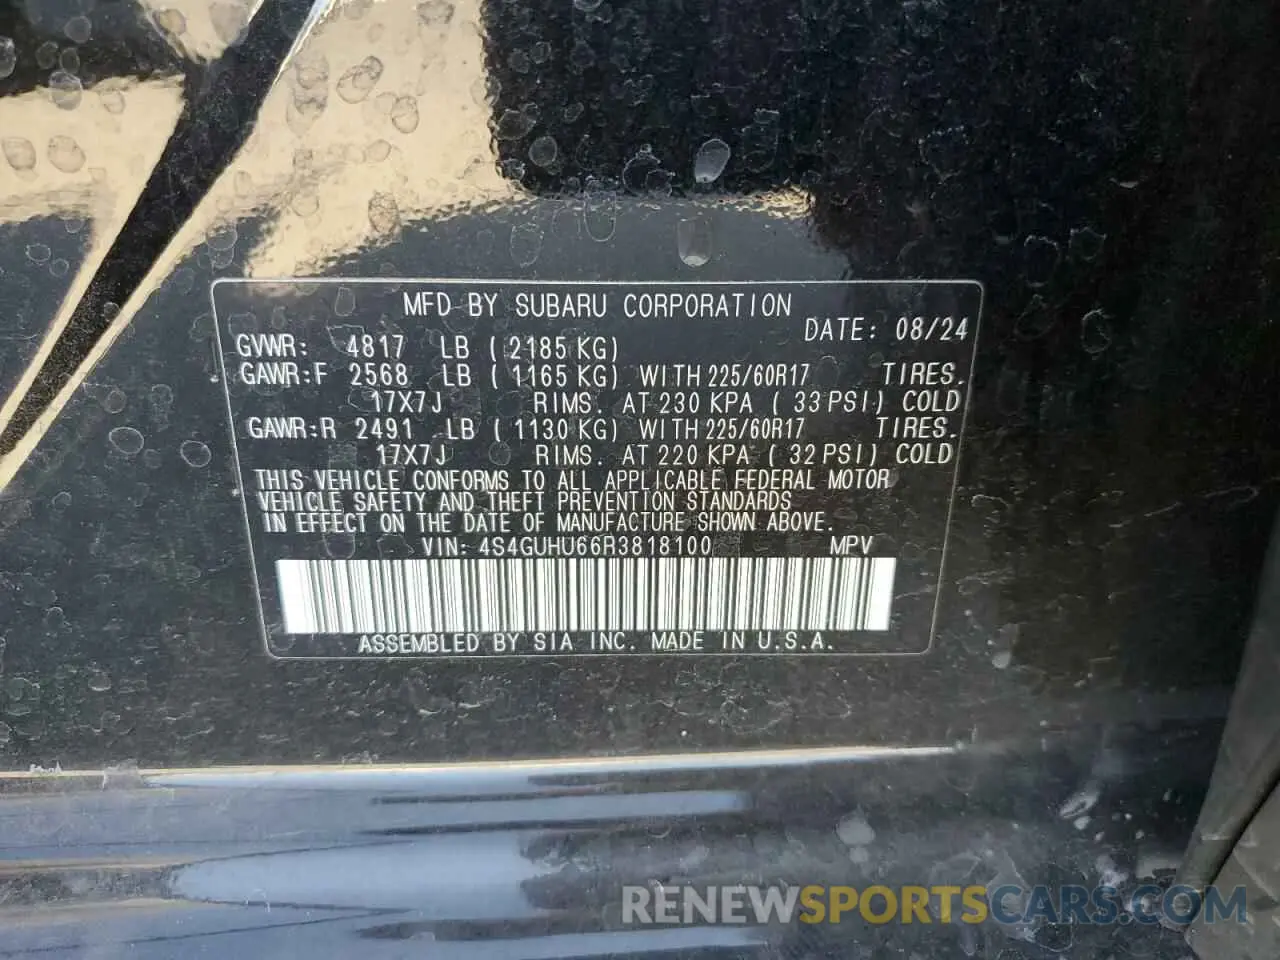 MFD BY SUBARU CORPORATION
DATE: 08/24
GVWR: 4817 LB (2185 KG)
GAWR:F 2568 LB (1165 KG) WITH 225/60R17 TIRES.
17X7J RIMS. AT 230 KPA (33 PSI) COLD
GAWR:R 2491 LB (1130 KG) WITH 225/60R17 TIRES.
17X7J RIMS. AT 220 KPA (32 PSI) COLD
THIS VEHICLE CONFORMS TO ALL APPLICABLE FEDERAL MOTOR
VEHICLE SAFETY AND THEFT PREVENTION STANDARDS
IN EFFECT ON THE DATE OF MANUFACTURE SHOWN ABOVE.
VIN: 4S4GUHU66R3818100 MPV
ASSEMBLED BY SIA INC. MADE IN U.S.A.
RENEWSPORTSCARS.COM